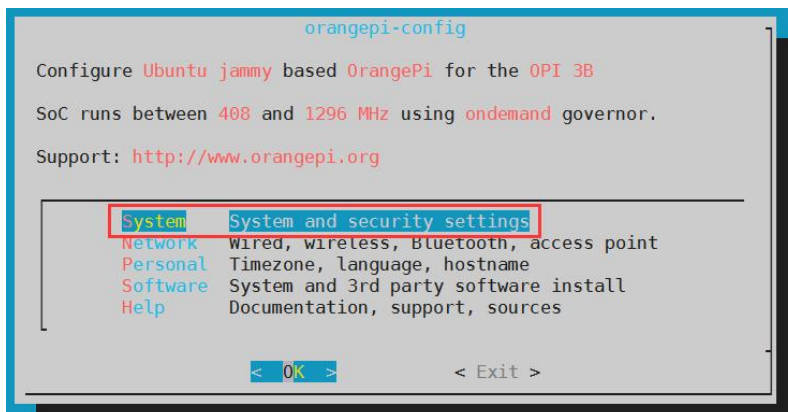 orangepi-config
Configure Ubuntu jammy based OrangePi for the OPI 3B
SoC runs between 408 and 1296 MHz using ondemand governor.
Support: http://www.orangepi.org
System System and security settings
Network Wired, wireless, Bluetooth, access point
Personal Timezone, language, hostname
Software System and 3rd party software install
Help Documentation, support, sources
< OK > < Exit >